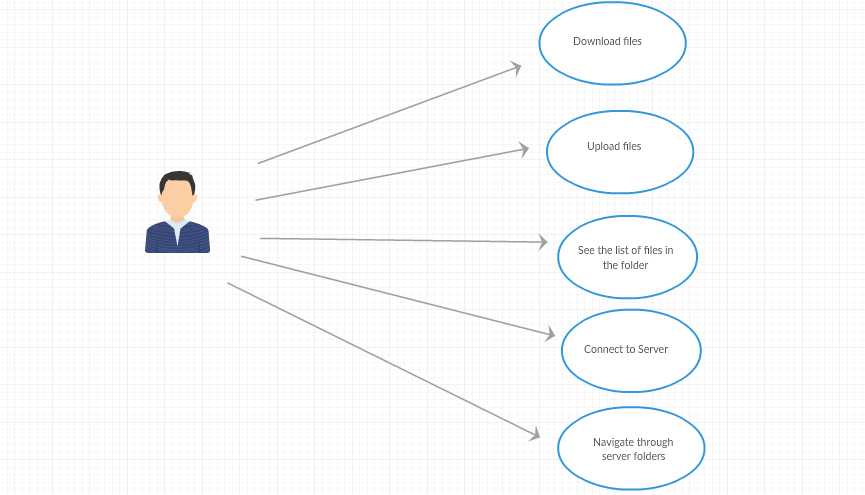 Download files
Upload files
See the list of files in
the folder
Connect to Server
Navigate through
server folders